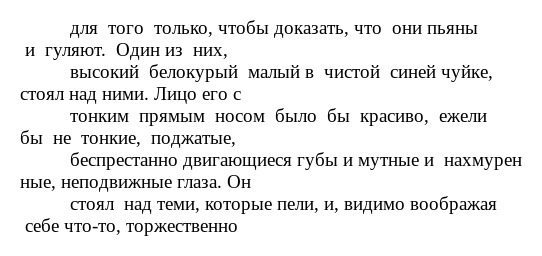 для того только, чтобы доказать, что они пьяны
и гуляют. Один из них,
высокий белокурый малый в чистой синей чуйке,
стоял над ними. Лицо его с
тонким прямым носом было бы красиво, ежели
бы не тонкие, поджатые,
беспрестанно двигающиеся губы и мутные и нахмурен
ные, неподвижные глаза. Он
стоял над теми, которые пели, и, видимо воображая
себе что-то, торжественно